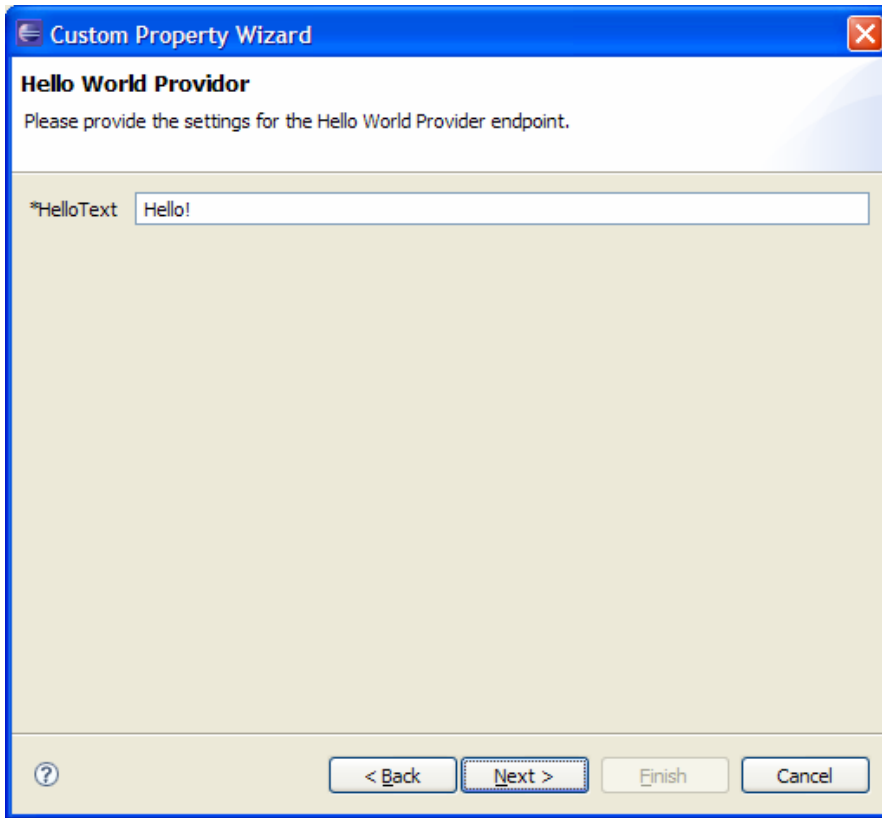 Custom Property Wizard
Hello World Providor
Please provide the settings for the Hello World Provider endpoint.
*HelloText Hello!
? < Back Next > Finish Cancel